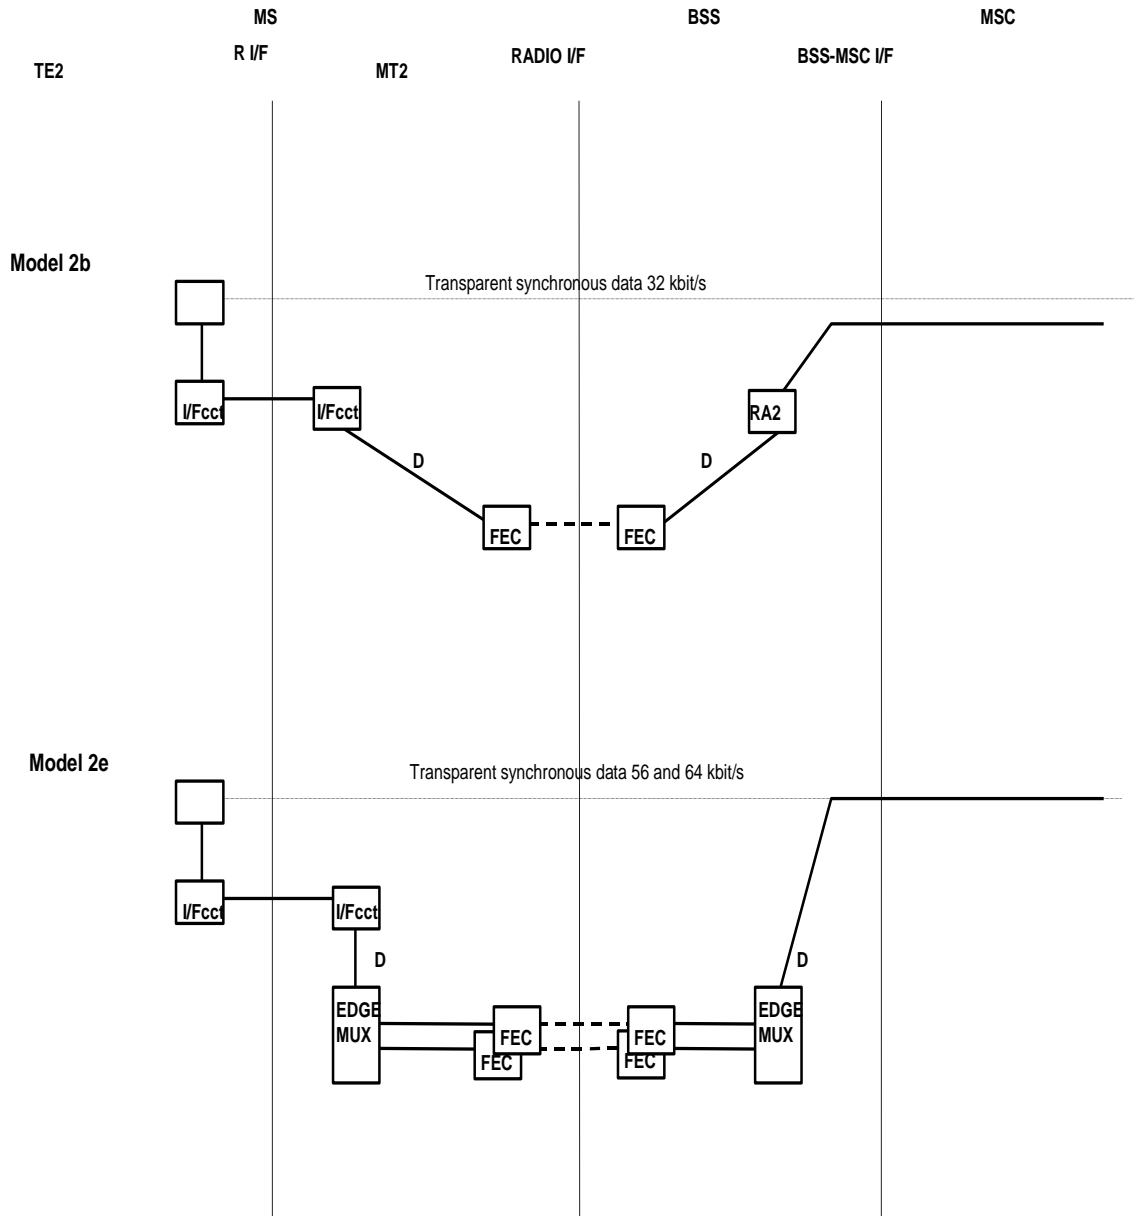 MS BSS MSC
R I/F RADIO I/F BSS-MSC I/F
TE2 MT2
Model 2b
Transparent synchronous data 32 kbit/s
I/Fcct I/Fcct RA2
D D
FEC FEC
Model 2e
Transparent synchronous data 56 and 64 kbit/s
I/Fcct I/Fcct
D D
EDGE EDGE
MUX FEC FEC MUX
FEC FEC